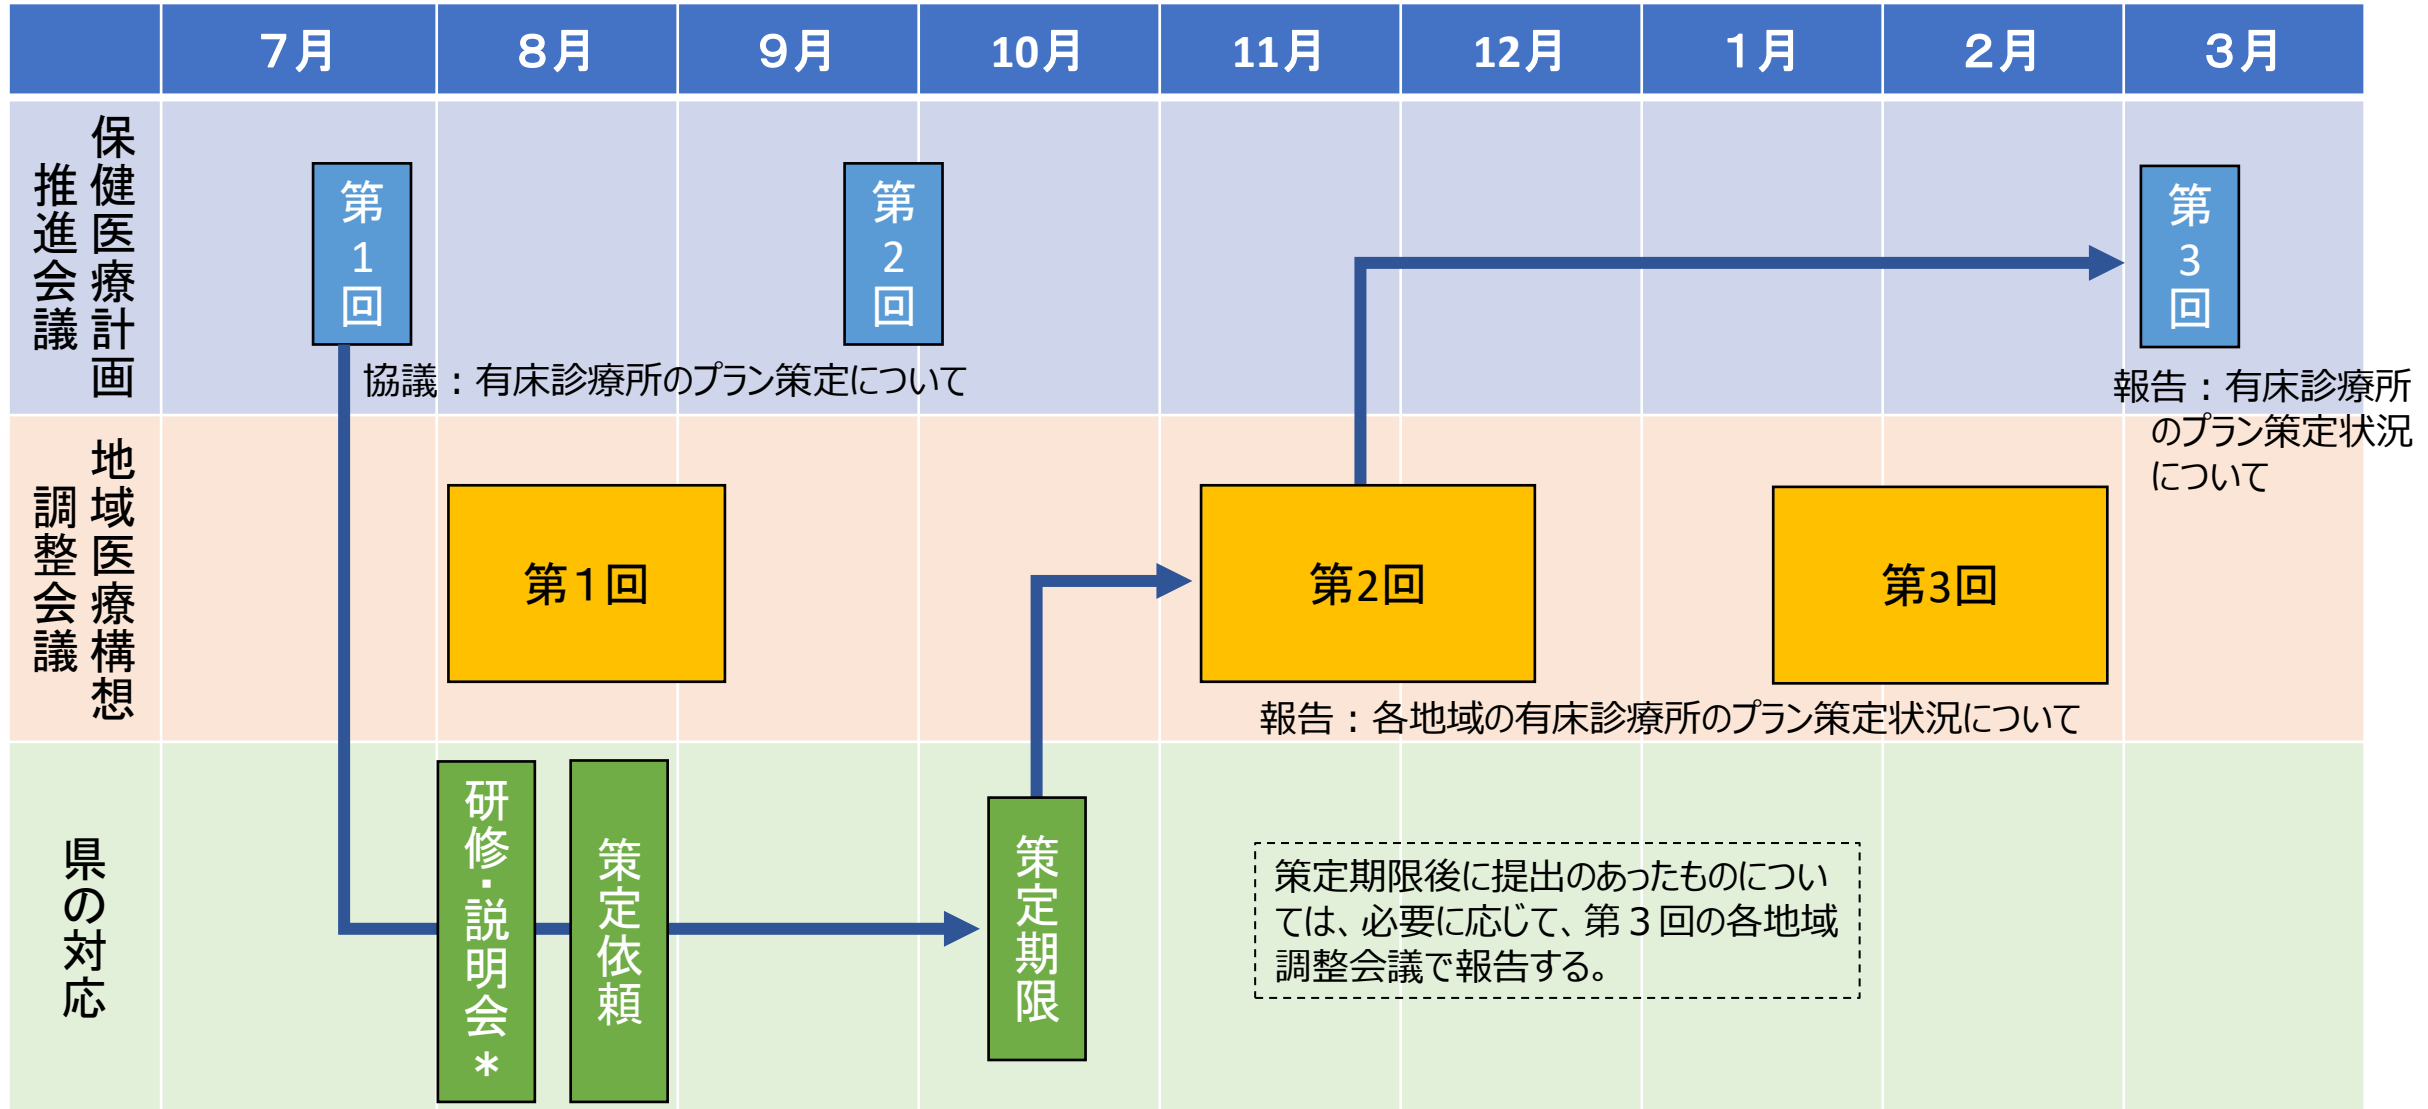 ７月
８月
９月
10月
11月
12月
１月
２月
３月
保健医療計画
推進会議
第1回
第2回
第3回
協議：有床診療所のプラン策定について
報告：有床診療所
のプラン策定状況
について
地域医療構想
調整会議
第１回
第2回
第3回
報告：各地域の有床診療所のプラン策定状況について
県の対応
研修・説明会*
策定依頼
策定期限
策定期限後に提出のあったものについ
ては、必要に応じて、第３回の各地域
調整会議で報告する。